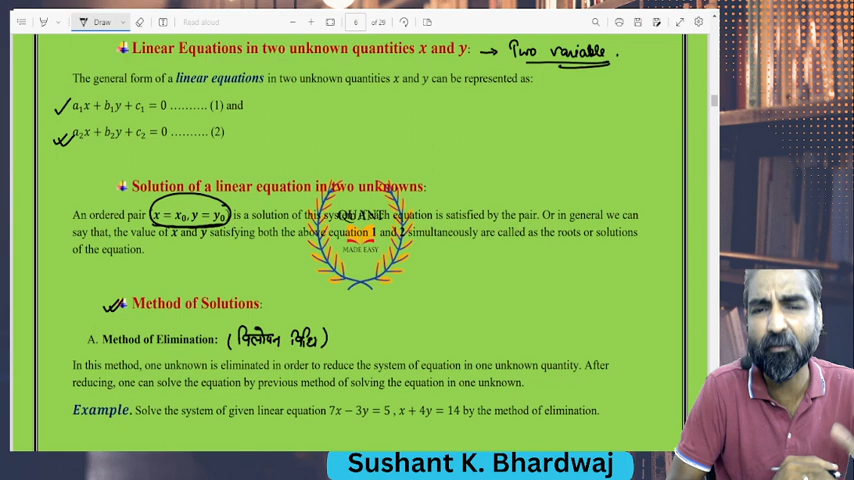 Draw
Read aloud
6 of 29
Linear Equations in two unknown quantities x and y: → Two variable.
The general form of a linear equations in two unknown quantities x and y can be represented as:
a₁x + b₁y + c₁ = 0 ………. (1) and
a₂x + b₂y + c₂ = 0 ………. (2)
Solution of a linear equation in two unknowns:
An ordered pair (x = x₀, y = y₀) is a solution of this system if each equation is satisfied by the pair. Or in general we can
say that, the value of x and y satisfying both the above equation 1 and 2 simultaneously are called as the roots or solutions
of the equation.
QUANT
MADE EASY
Method of Solutions:
A. Method of Elimination: (विलोपन विधि)
In this method, one unknown is eliminated in order to reduce the system of equation in one unknown quantity. After
reducing, one can solve the equation by previous method of solving the equation in one unknown.
Example. Solve the system of given linear equation 7x − 3y = 5 , x + 4y = 14 by the method of elimination.
Sushant K. Bhardwaj